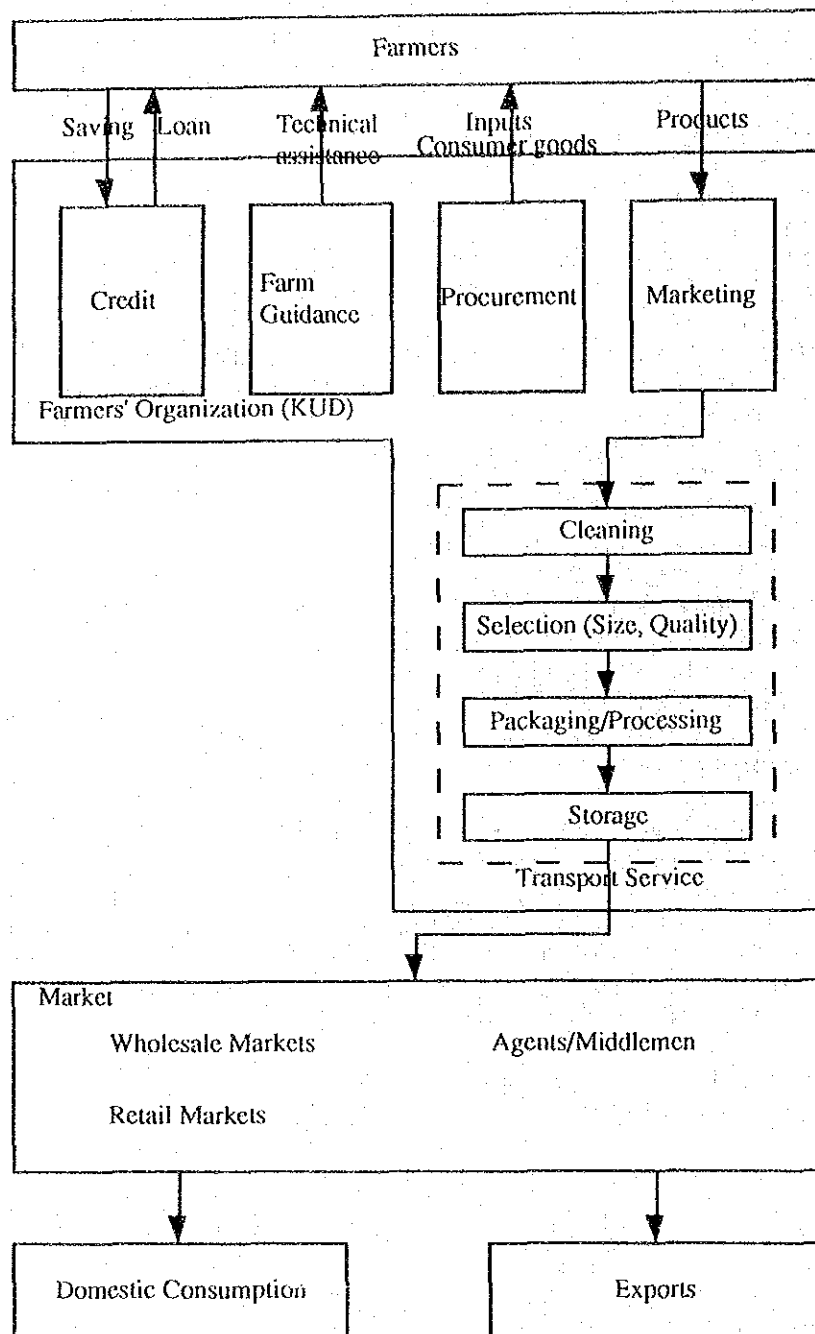 Farmers
Saving Loan Technical Inputs Products
assistance Consumer goods
Credit
Farm
Guidance
Procurement
Marketing
Farmers' Organization (KUD)
Cleaning
Selection (Size, Quality)
Packaging/Processing
Storage
Transport Service
Market
Wholesale Markets Agents/Middlemen
Retail Markets
Domestic Consumption Exports